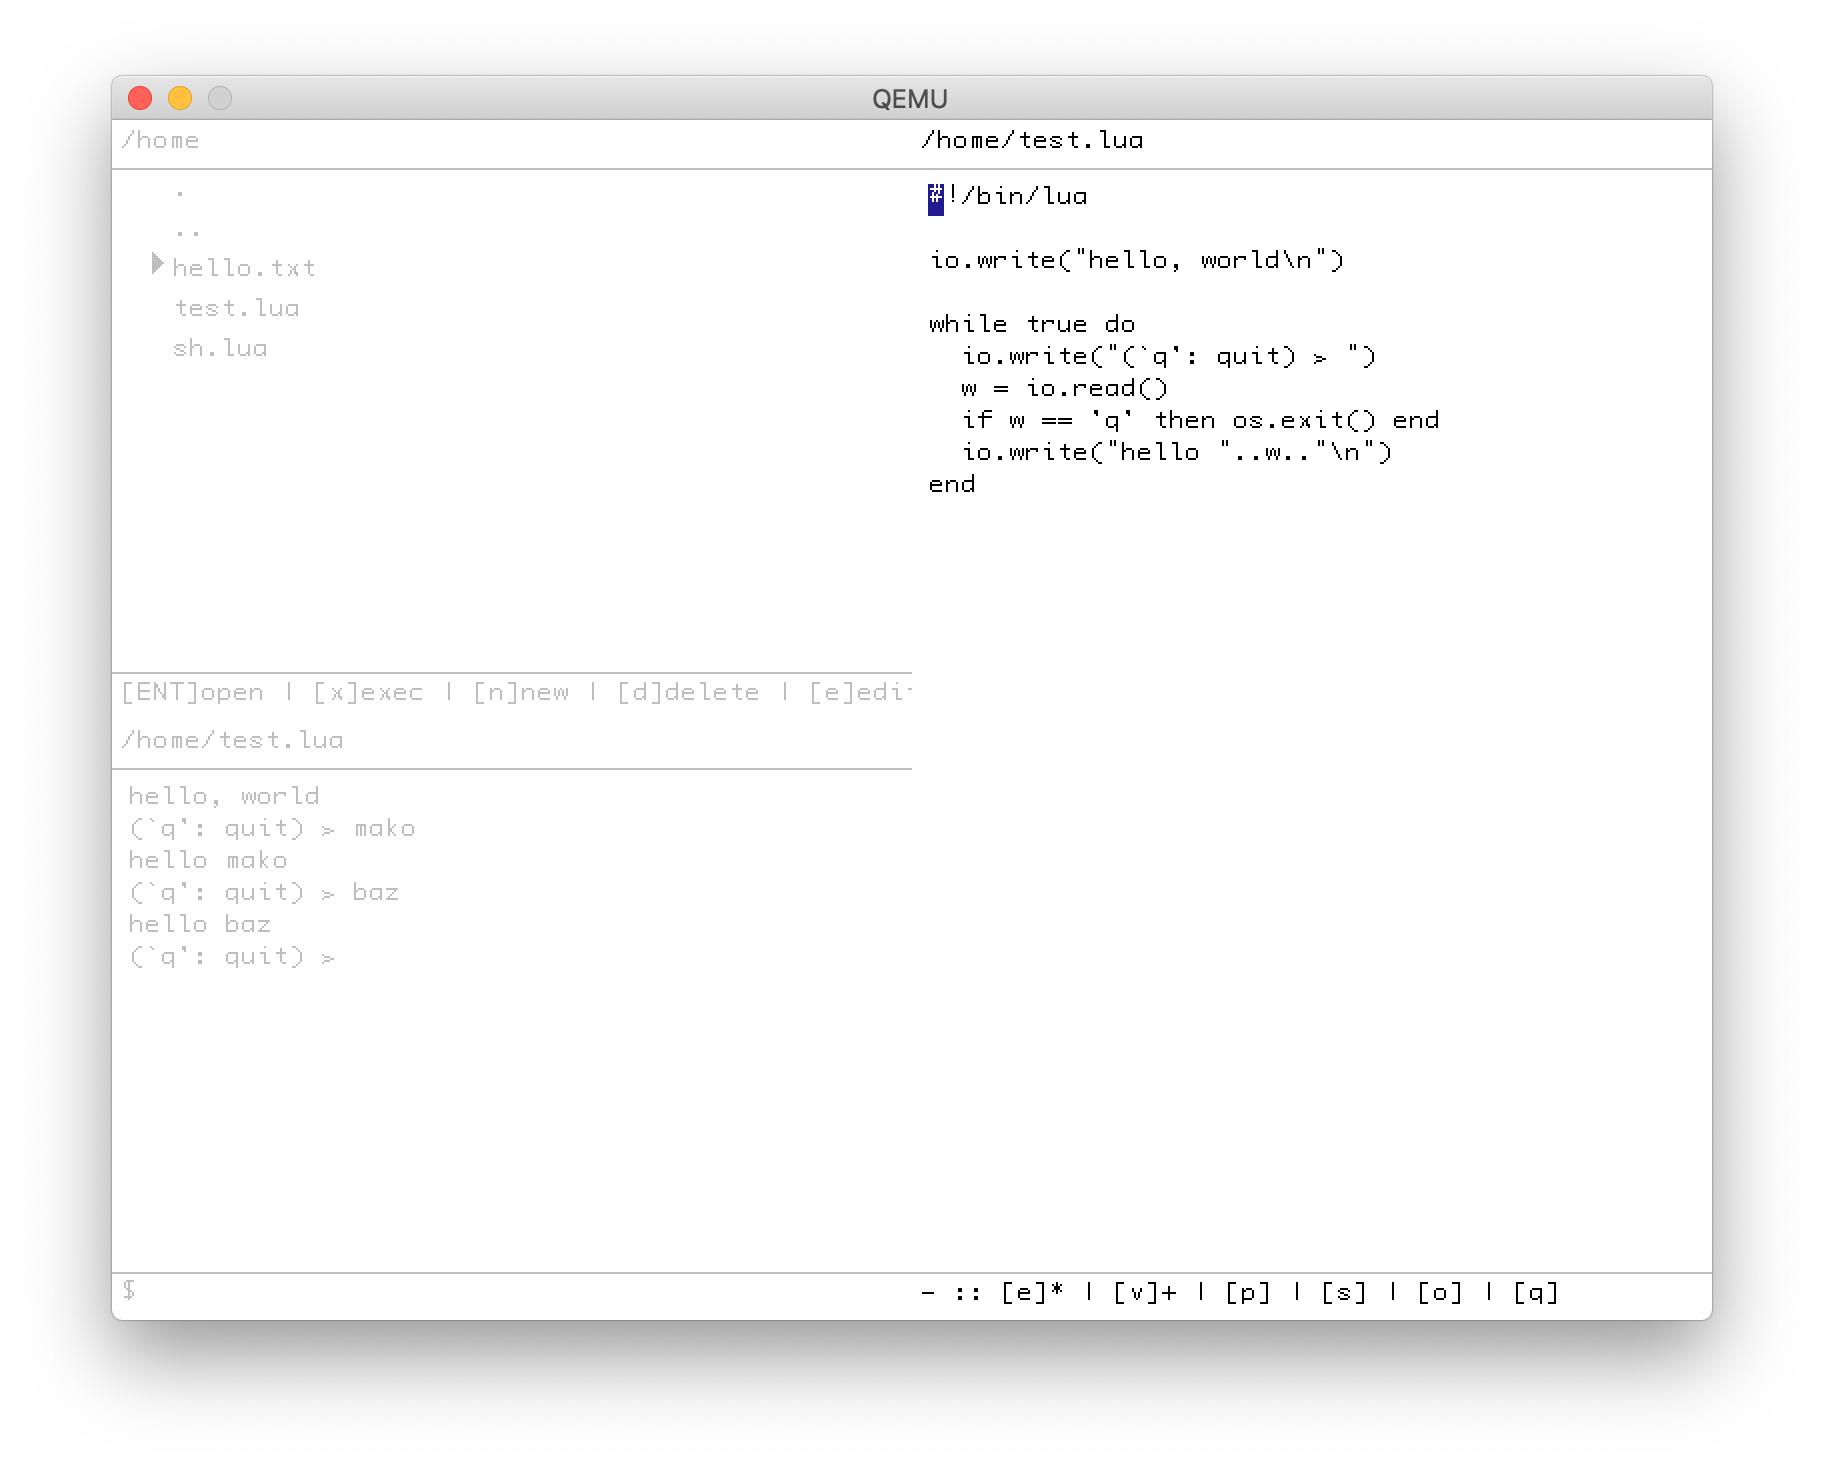 QEMU
/home
.
..
hello.txt
test.lua
sh.lua
[ENT]open | [x]exec | [n]new | [d]delete | [e]edit
/home/test.lua
hello, world
(`q': quit) > mako
hello mako
(`q': quit) > baz
hello baz
(`q': quit) >
$
/home/test.lua
#!/bin/lua
io.write("hello, world\n")
while true do
  io.write("(`q': quit) > ")
  w = io.read()
  if w == 'q' then os.exit() end
  io.write("hello "..w.."\n")
end
- :: [e]* | [v]+ | [p] | [s] | [o] | [q]